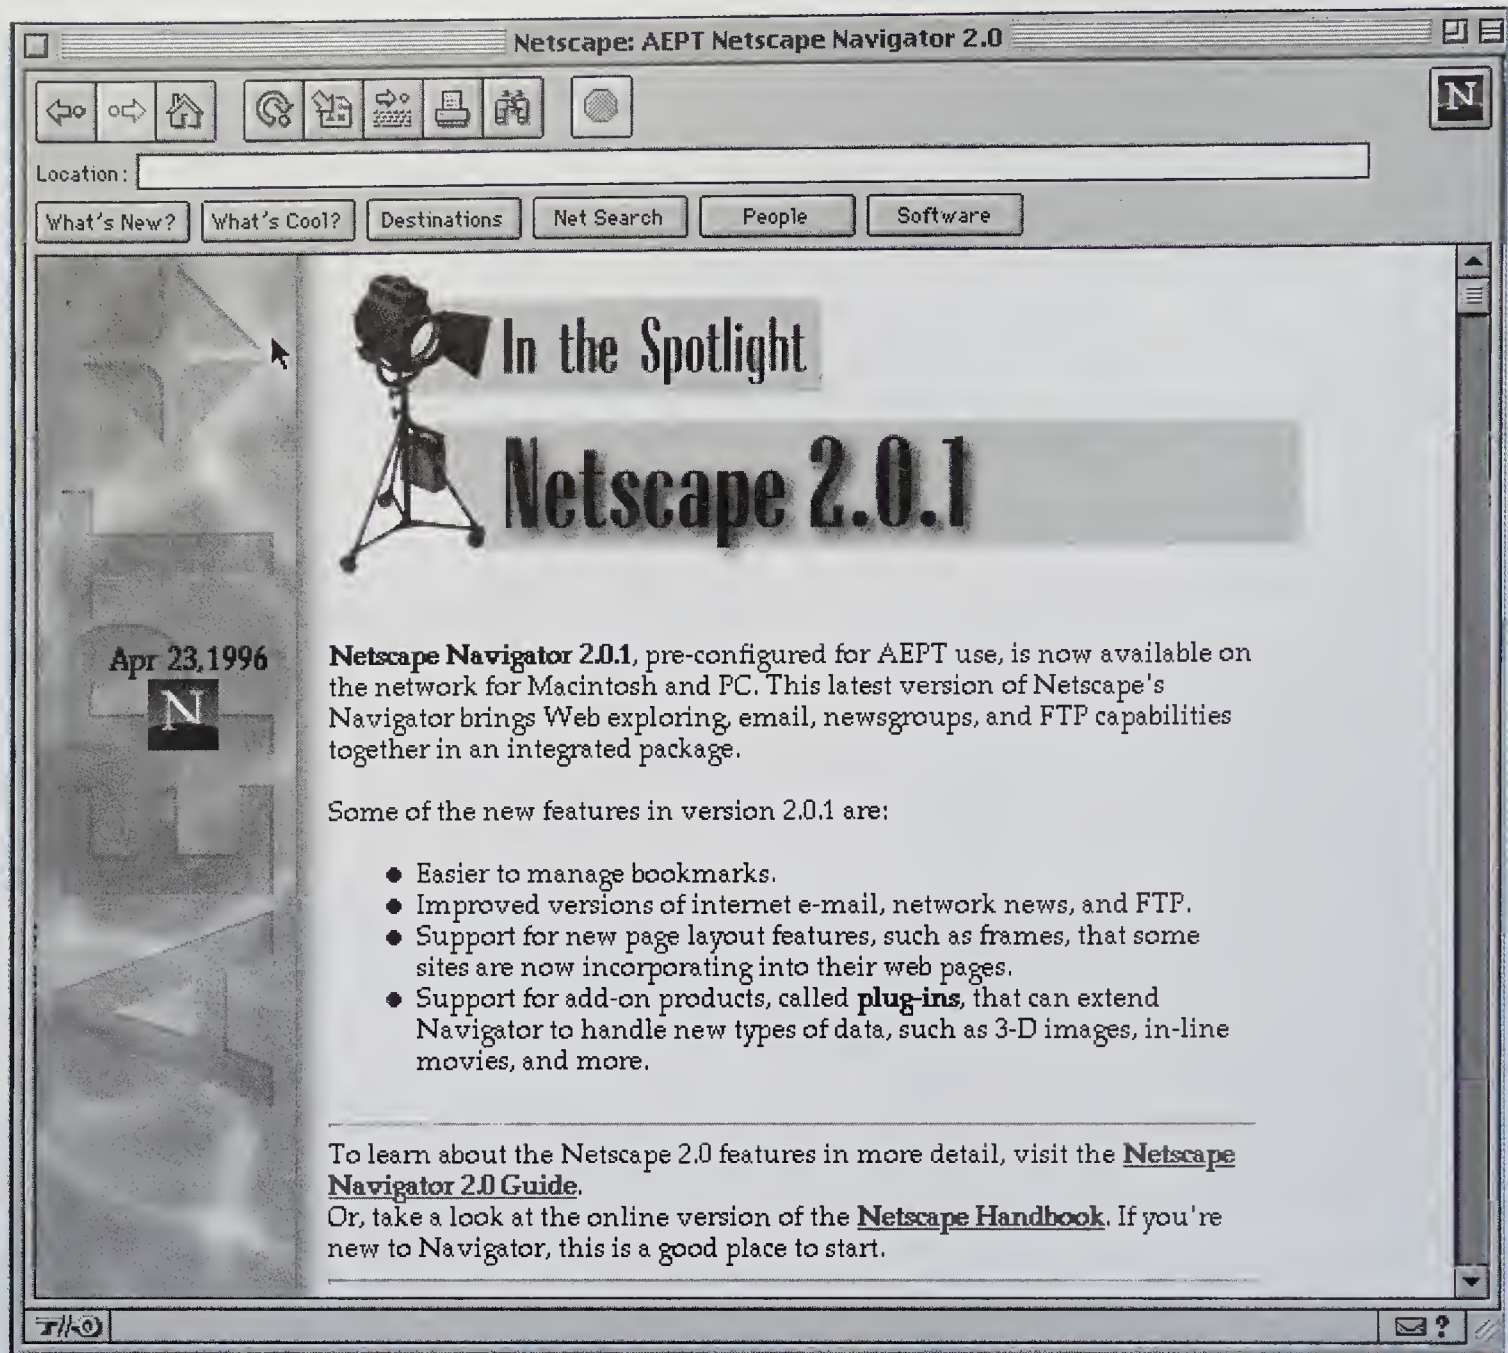 Netscape: AEPT Netscape Navigator 2.0
N
Location:
What's New? What's Cool? Destinations Net Search People Software
In the Spotlight
Netscape 2.0.1
Apr 23, 1996
N
Netscape Navigator 2.0.1, pre-configured for AEPT use, is now available on
the network for Macintosh and PC. This latest version of Netscape's
Navigator brings Web exploring, email, newsgroups, and FTP capabilities
together in an integrated package.
Some of the new features in version 2.0.1 are:
● Easier to manage bookmarks.
● Improved versions of internet e-mail, network news, and FTP.
● Support for new page layout features, such as frames, that some
sites are now incorporating into their web pages.
● Support for add-on products, called plug-ins, that can extend
Navigator to handle new types of data, such as 3-D images, in-line
movies, and more.
To learn about the Netscape 2.0 features in more detail, visit the Netscape
Navigator 2.0 Guide.
Or, take a look at the online version of the Netscape Handbook. If you're
new to Navigator, this is a good place to start.
?